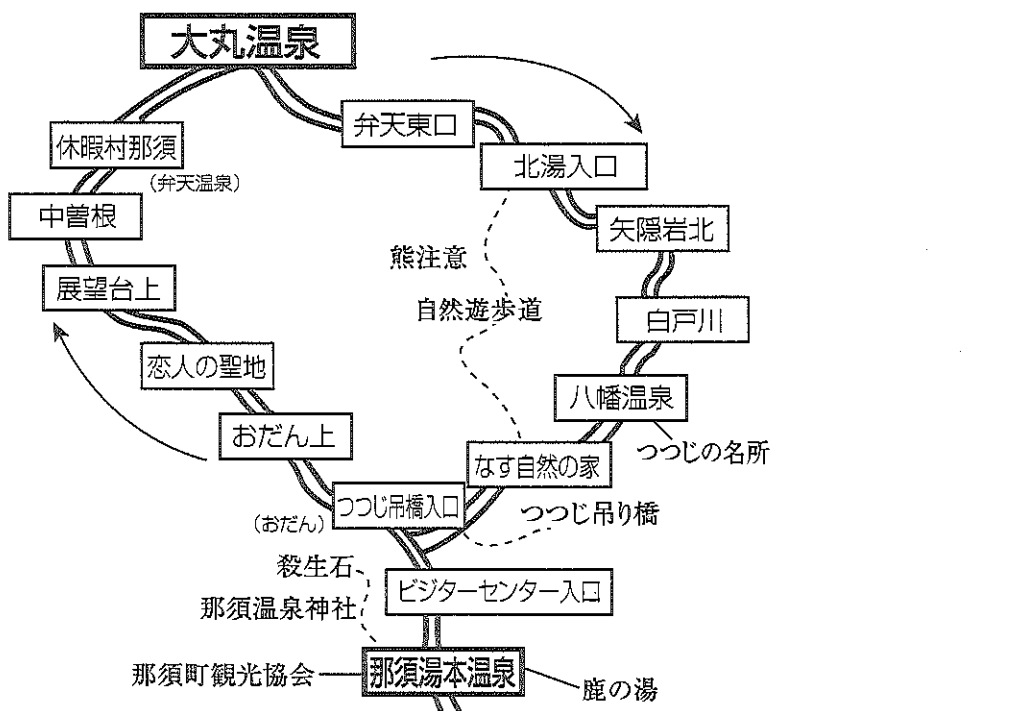 大丸温泉
弁天東口
休暇村那須
(弁天温泉)
北湯入口
中曽根
矢隠岩北
熊注意
展望台上
自然遊歩道
白戸川
恋人の聖地
八幡温泉
つつじの名所
おだん上
なす自然の家
つつじ吊橋入口
(おだん)
つつじ吊り橋
殺生石
ビジターセンター入口
那須温泉神社
那須町観光協会
那須湯本温泉
鹿の湯